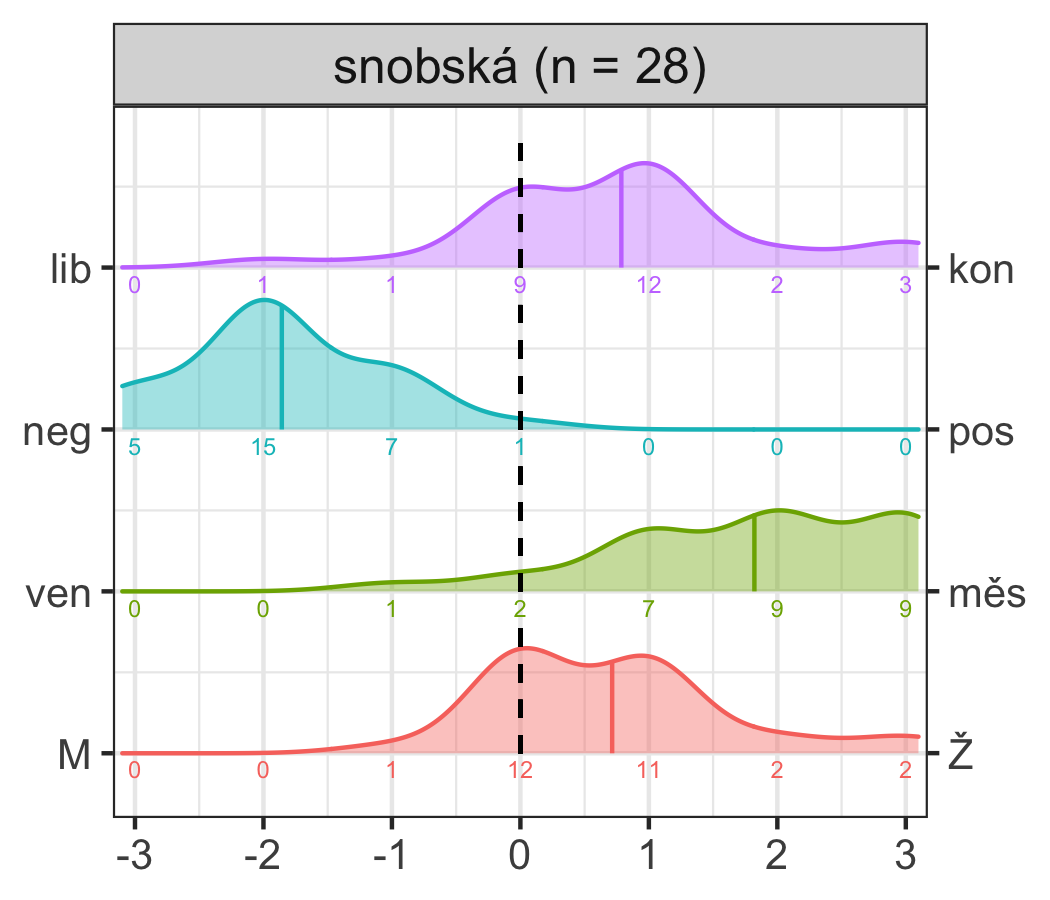 snobská (n = 28)
lib kon
0 1 1 9 12 2 3
neg pos
5 15 7 1 0 0 0
ven měs
0 0 1 2 7 9 9
M Ž
0 0 1 12 11 2 2
-3 -2 -1 0 1 2 3